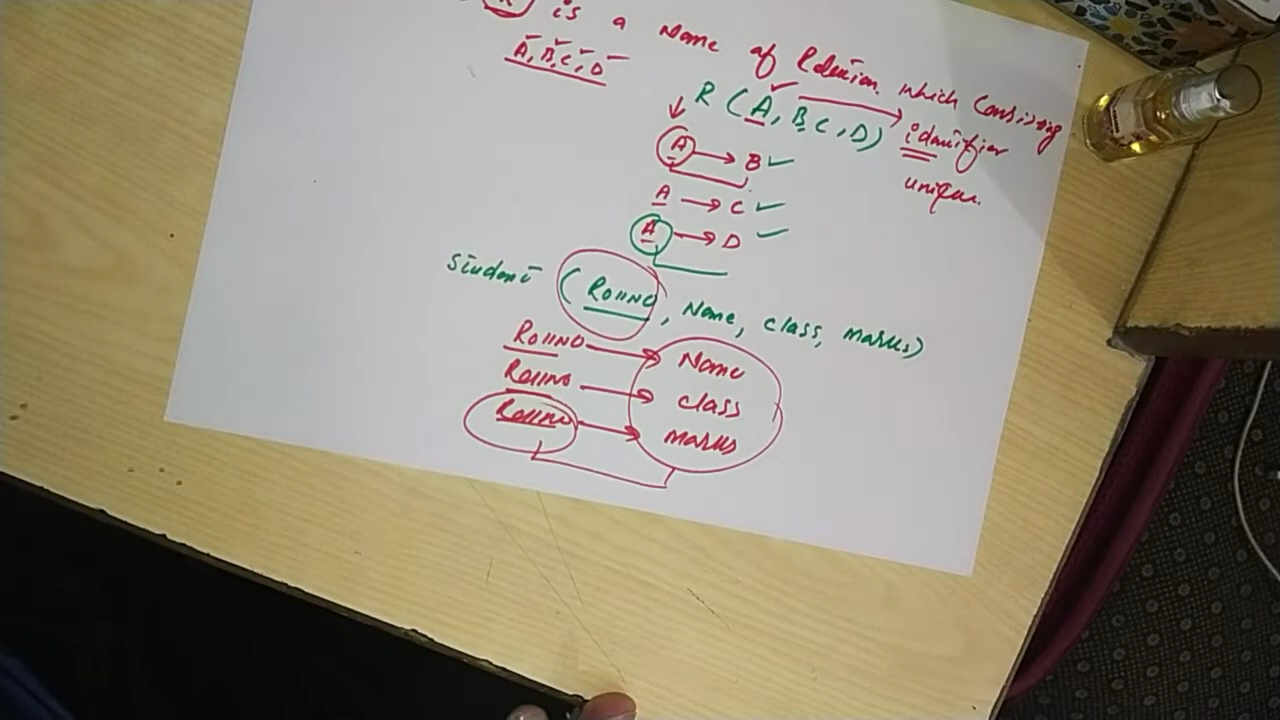 R is a Name of Relation which Consisting
A, B, C, D
R (A, B C, D) identifier
unique.
A → B ✓
A → C ✓
A → D ✓
Student (RollNo, Name, Class, marks)
RollNo → Name
RollNo → class
RollNo → marks